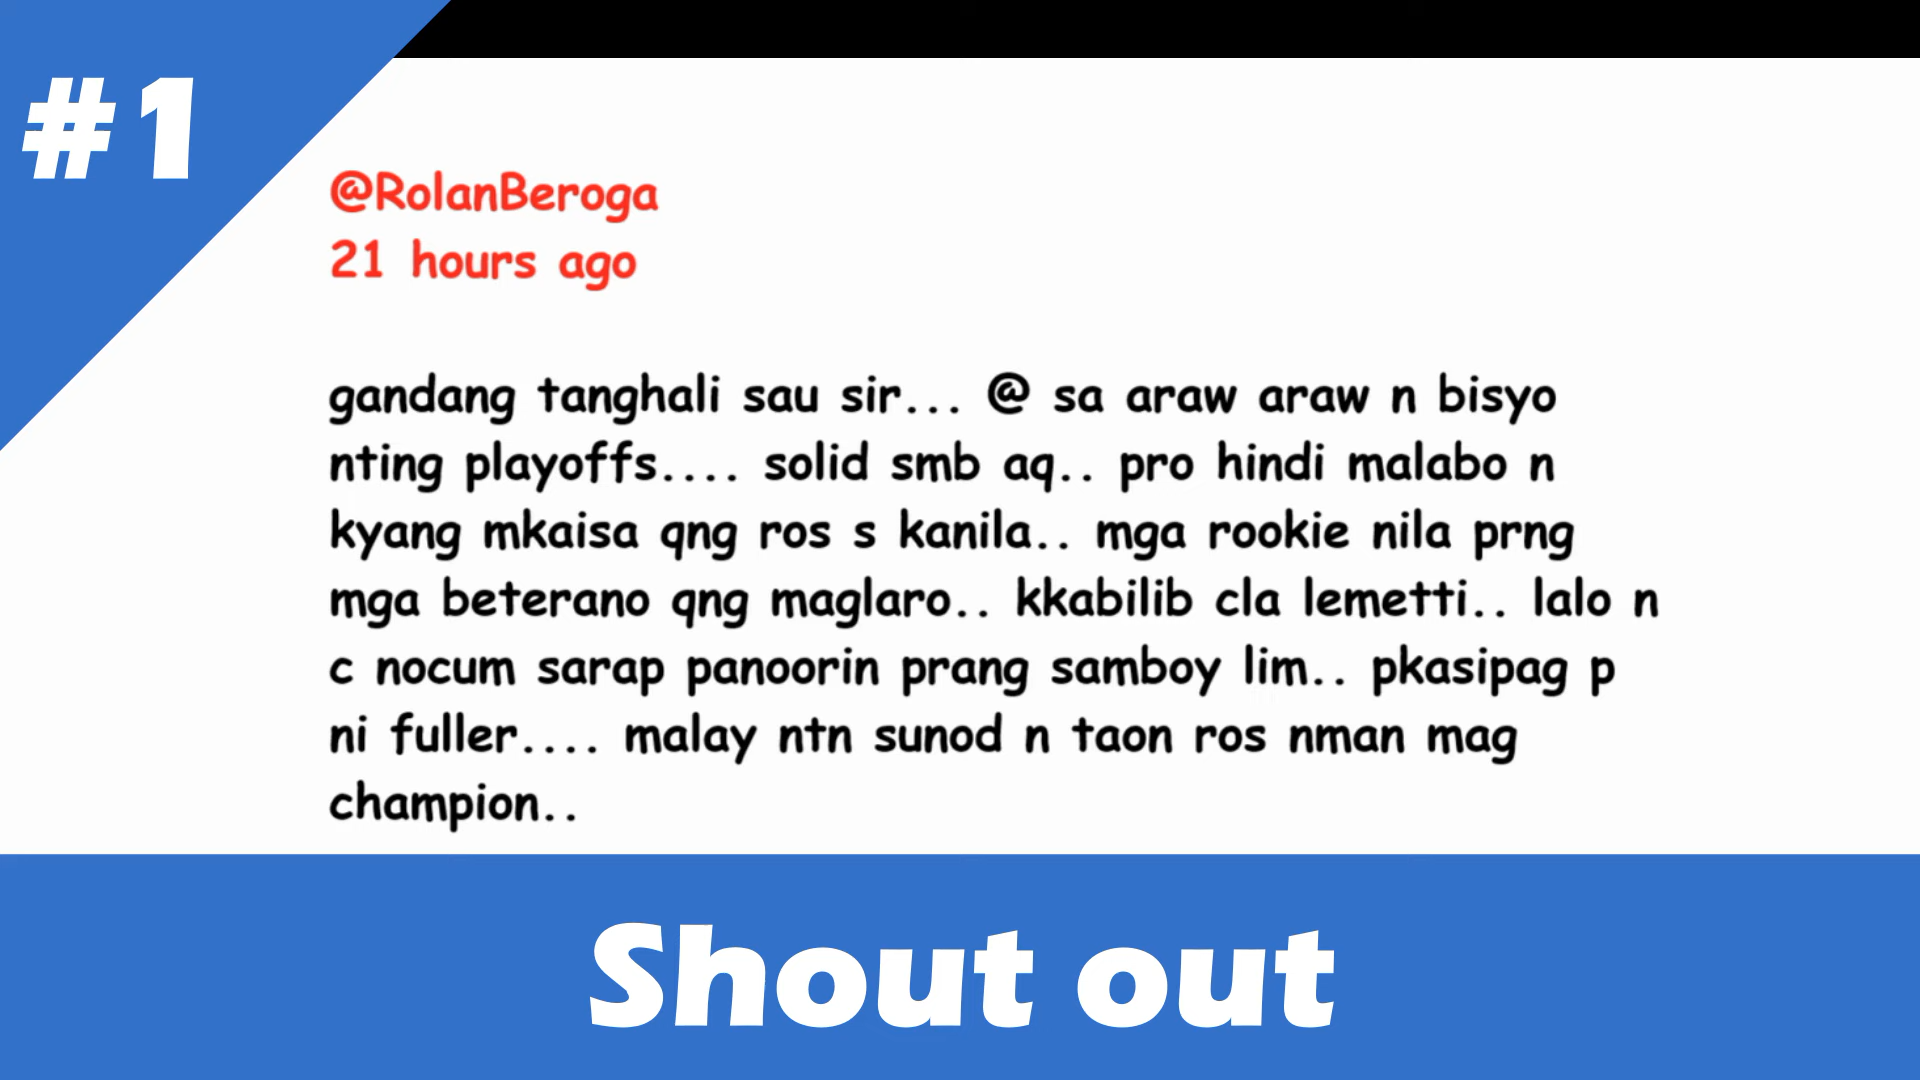 #1
@RolanBeroga
21 hours ago
gandang tanghali sau sir... @ sa araw araw n bisyo
nting playoffs.... solid smb aq.. pro hindi malabo n
kyang mkaisa qng ros s kanila.. mga rookie nila prng
mga beterano qng maglaro.. kkabilib cla lemetti.. lalo n
c nocum sarap panoorin prang samboy lim.. pkasipag p
ni fuller.... malay ntn sunod n taon ros nman mag
champion..
Shout out